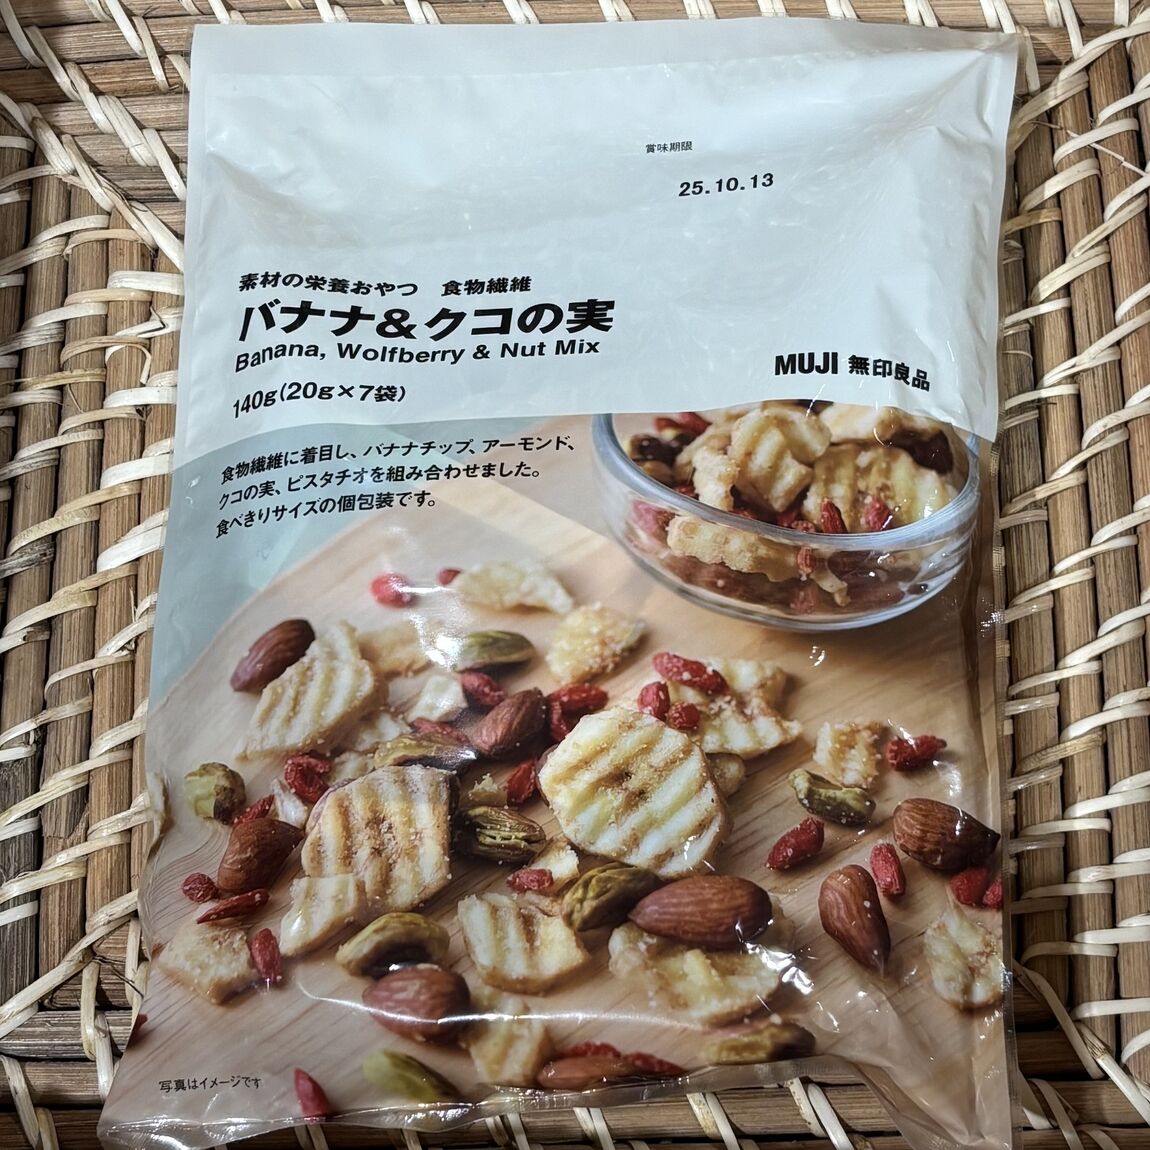 賞味期限
25.10.13
素材の栄養おやつ 食物繊維
バナナ&クコの実
Banana, Wolfberry & Nut Mix
MUJI 無印良品
140g(20g×7袋)
食物繊維に着目し、バナナチップ、アーモンド、
クコの実、ピスタチオを組み合わせました。
食べきりサイズの個包装です。
写真はイメージです